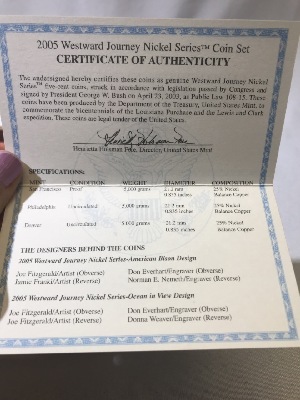 2005 Westward Journey Nickel Series™ Coin Set
CERTIFICATE OF AUTHENTICITY
The undersigned hereby certifies these coins as genuine Westward Journey Nickel
Series™ five-cent coins, struck in accordance with legislation passed by Congress and
signed by President George W. Bush on April 23, 2003, as Public Law 108-15. These
coins have been produced by the Department of the Treasury, United States Mint, to
commemorate the bicentennials of the Louisiana Purchase and the Lewis and Clark
expedition. These coins are legal tender of the United States.
Henrietta Holsman Fore, Director, United States Mint
SPECIFICATIONS:
MINT CONDITION WEIGHT DIAMETER COMPOSITION
San Francisco Proof 5.000 grams 21.2 mm 25% Nickel
0.835 inches Balance Copper
Philadelphia Uncirculated 5.000 grams 21.2 mm 25% Nickel
0.835 inches Balance Copper
Denver Uncirculated 5.000 grams 21.2 mm 25% Nickel
0.835 inches Balance Copper
THE DESIGNERS BEHIND THE COINS
2005 Westward Journey Nickel Series-American Bison Design
Joe Fitzgerald/Artist (Obverse) Don Everhart/Engraver (Obverse)
Jamie Franki/Artist (Reverse) Norman E. Nemeth/Engraver (Reverse)
2005 Westward Journey Nickel Series-Ocean in View Design
Joe Fitzgerald/Artist (Obverse) Don Everhart/Engraver (Obverse)
Joe Fitzgerald/Artist (Reverse) Donna Weaver/Engraver (Reverse)